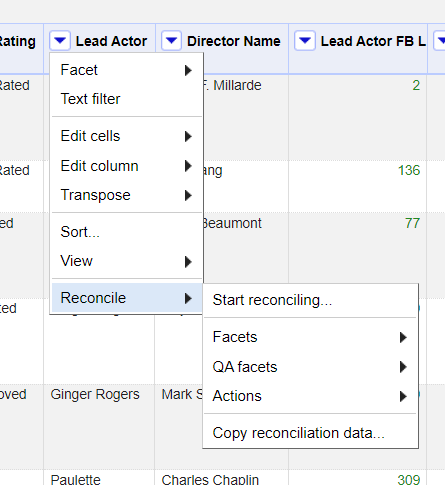 Rating Lead Actor Director Name Lead Actor FB L
Rated F. Millarde 2
Facet
Text filter
Edit cells
Rated ang 136
Edit column
Transpose
Beaumont 77
Sort...
View
Reconcile
Start reconciling...
Facets
QA facets
Actions
oved Ginger Rogers Mark S
Copy reconciliation data...
Paulette Charles Chaplin 309